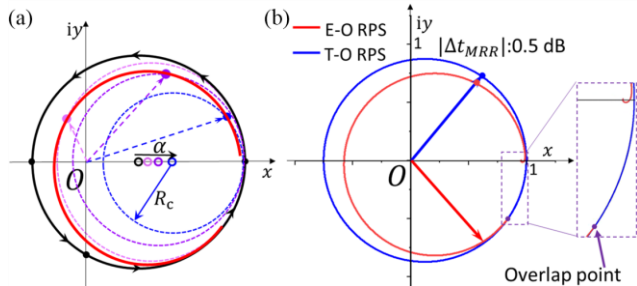 (a)
iy
α
O
x
R_c
(b)
iy
1
E-O RPS
T-O RPS
|Δt_MRR|:0.5 dB
x
O
1
Overlap point